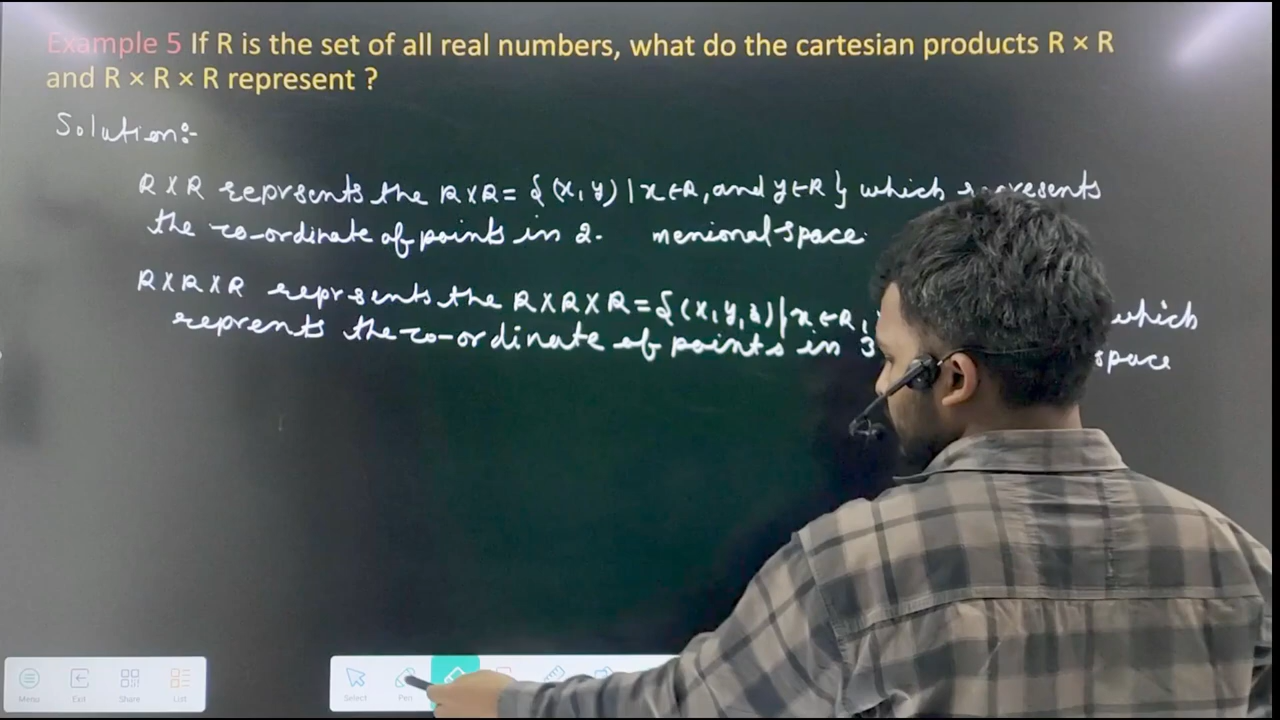 Example 5 If R is the set of all real numbers, what do the cartesian products R × R
and R × R × R represent ?
Solution:-
R X R reprsents the R X R = {(x, y) | x ∈ R, and y ∈ R } which represents
the co-ordinate of points in 2. menional space.
R X R X R reprsents the R X R X R = {(x, y, z) | x ∈ R, which
reprents the co-ordinate of points in 3 space
Menu Exit Share List Select Pen